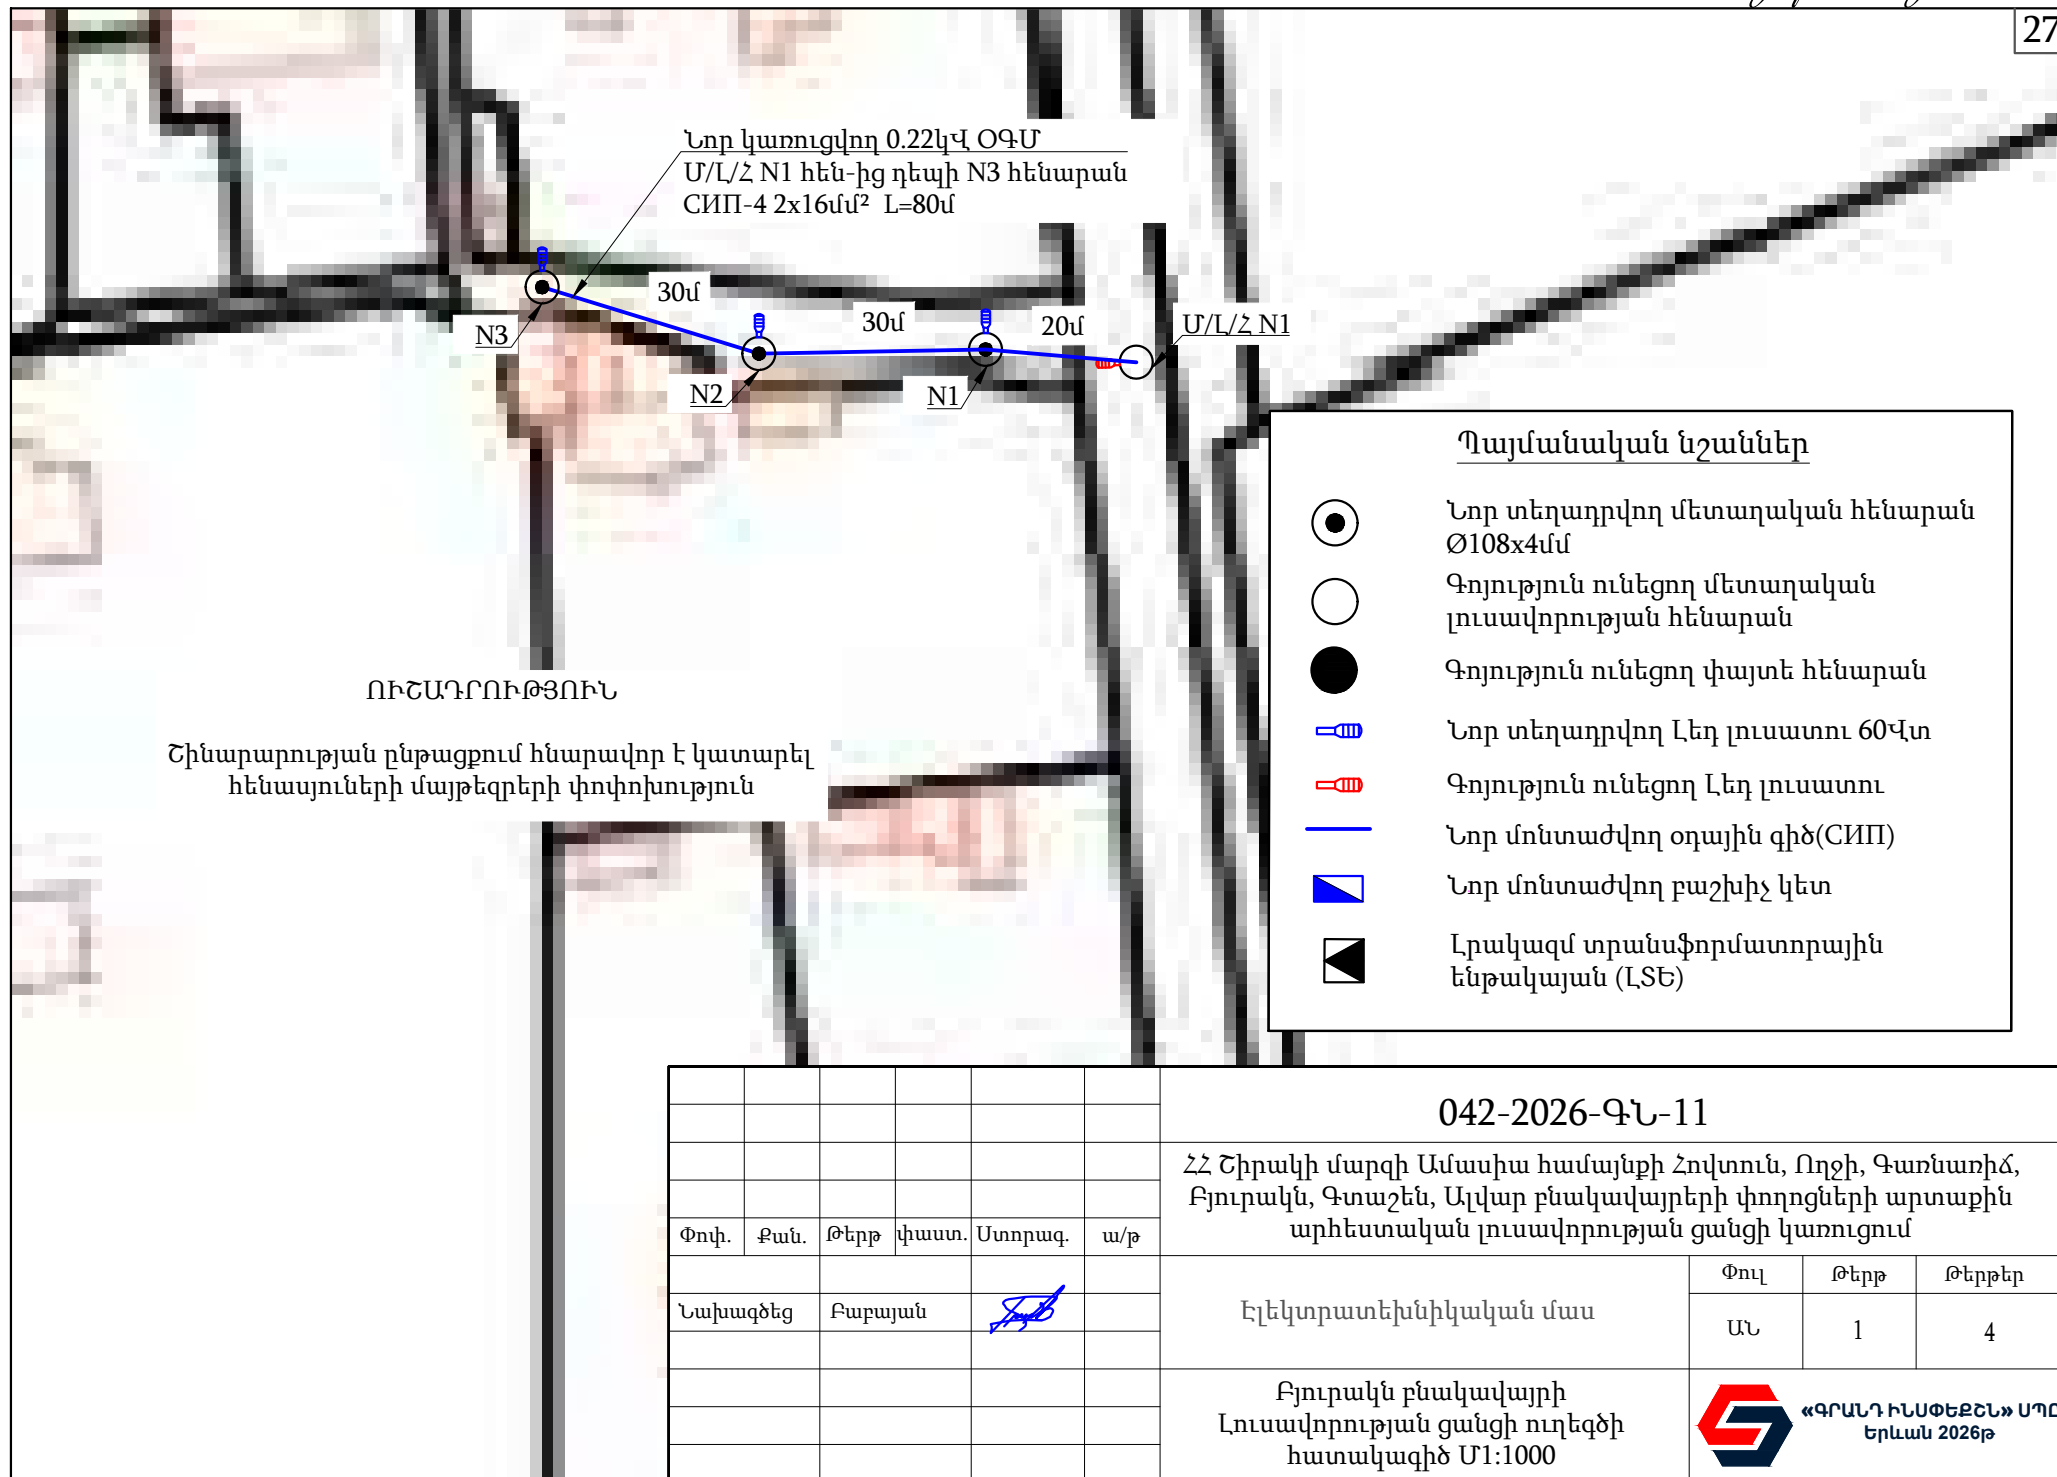 27
Նոր կառուցվող 0.22կՎ ՕԳՄ
Մ/Լ/Հ N1 հեն-ից դեպի N3 հենարան
СИП-4 2x16մմ² L=80մ
30մ
30մ
20մ
Մ/Լ/Հ N1
N3
N2
N1
Պայմանական նշաններ
Նոր տեղադրվող մետաղական հենարան
Ø108x4մմ
Գոյություն ունեցող մետաղական
լուսավորության հենարան
Գոյություն ունեցող փայտե հենարան
Նոր տեղադրվող Լեդ լուսատու 60Վտ
Գոյություն ունեցող Լեդ լուսատու
Նոր մոնտաժվող օդային գիծ(СИП)
Նոր մոնտաժվող բաշխիչ կետ
Լրակազմ տրանսֆորմատորային
ենթակայան (ԼՏԵ)
ՈՒՇԱԴՐՈՒԹՅՈՒՆ
Շինարարության ընթացքում հնարավոր է կատարել
հենասյուների մայթեզրերի փոփոխություն
042-2026-ԳՆ-11
ՀՀ Շիրակի մարզի Ամասիա համայնքի Հովտուն, Ողջի, Գառնառիճ,
Բյուրակն, Գտաշեն, Ալվար բնակավայրերի փողոցների արտաքին
արհեստական լուսավորության ցանցի կառուցում
Փոփ. Քան. Թերթ փաստ. Ստորագ. ա/թ
Նախագծեց Բաբայան
Էլեկտրատեխնիկական մաս
Փուլ Թերթ Թերթեր
ԱՆ 1 4
Բյուրակն բնակավայրի
Լուսավորության ցանցի ուղեգծի
հատակագիծ Մ1:1000
«ԳՐԱՆԴ ԻՆՍՓԵՔՇՆ» ՍՊԸ
Երևան 2026թ